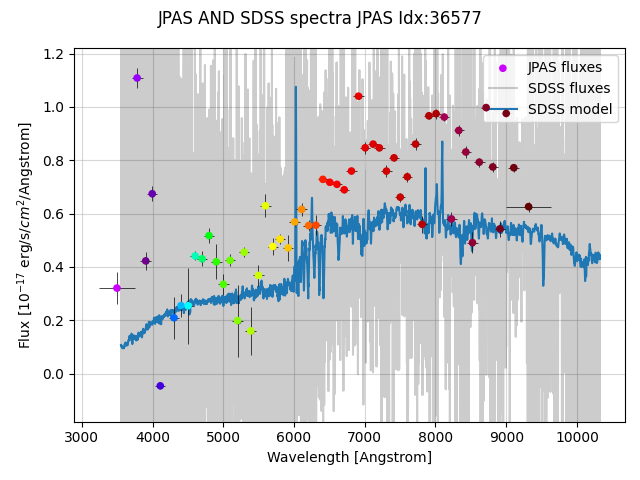 JPAS AND SDSS spectra JPAS Idx:36577
1.2
1.0
0.8
0.6
0.4
0.2
0.0
Flux [10⁻¹⁷ erg/s/cm²/Angstrom]
JPAS fluxes
SDSS fluxes
SDSS model
3000 4000 5000 6000 7000 8000 9000 10000
Wavelength [Angstrom]